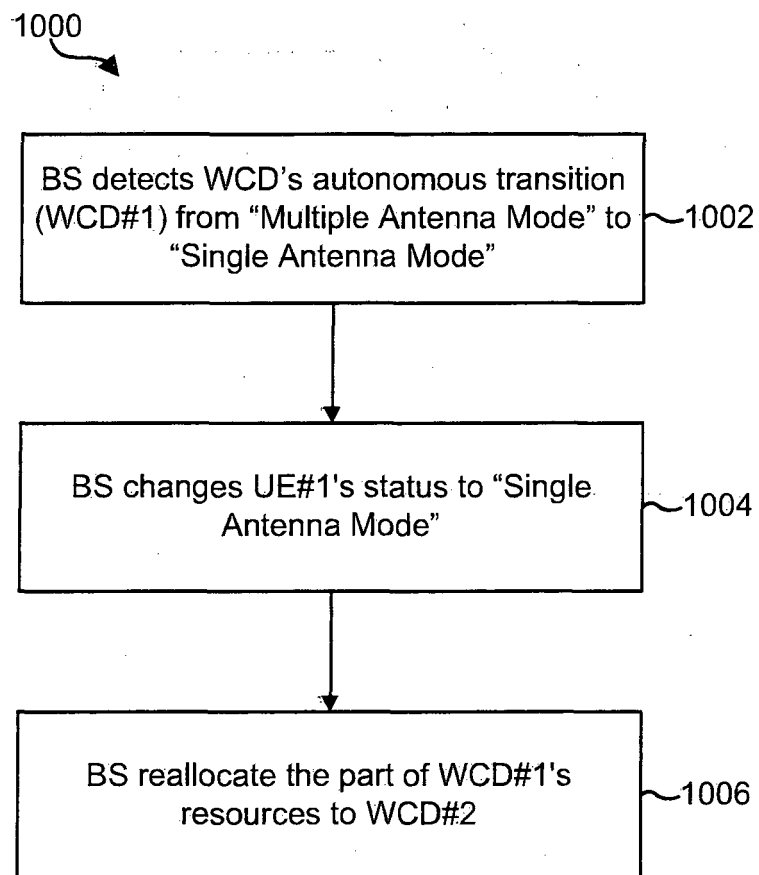 1000
BS detects WCD's autonomous transition
(WCD#1) from “Multiple Antenna Mode” to
“Single Antenna Mode”
1002
BS changes UE#1's status to “Single
Antenna Mode”
1004
BS reallocate the part of WCD#1's
resources to WCD#2
1006